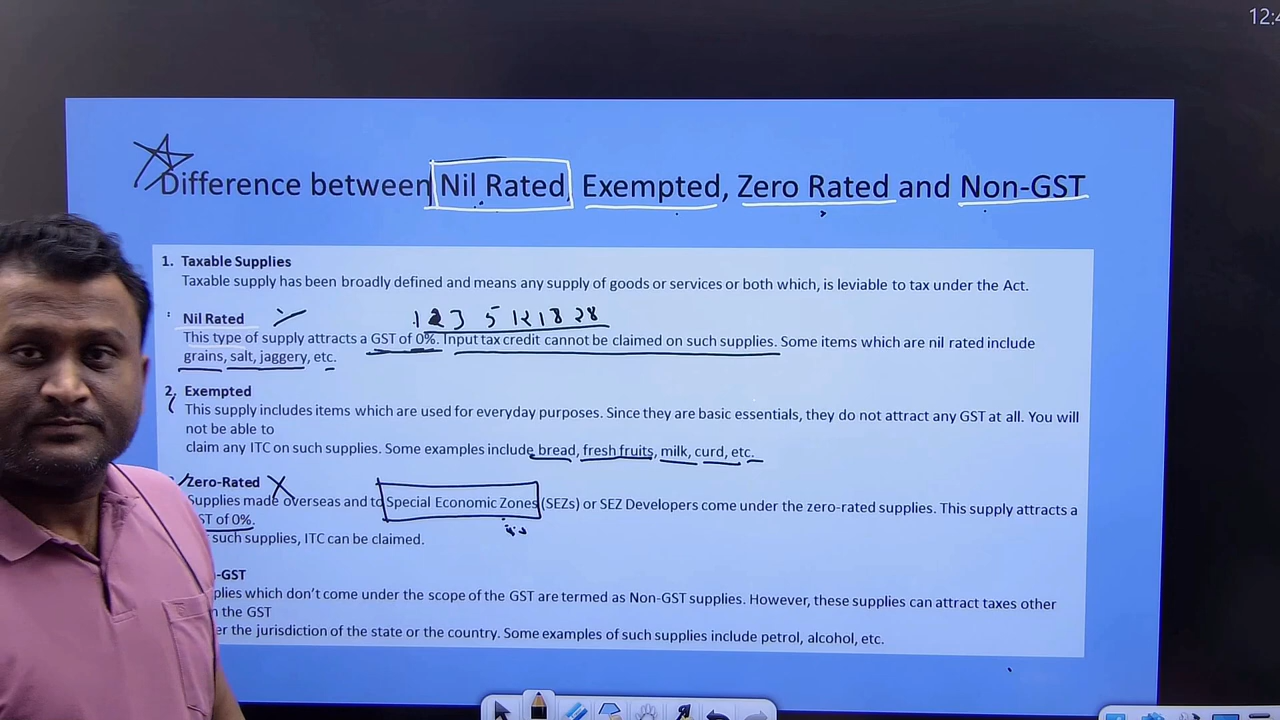 12:4
Difference between Nil Rated, Exempted, Zero Rated and Non-GST
1. Taxable Supplies
Taxable supply has been broadly defined and means any supply of goods or services or both which, is leviable to tax under the Act.
Nil Rated
1 2 3 5 12 18 28
This type of supply attracts a GST of 0%. Input tax credit cannot be claimed on such supplies. Some items which are nil rated include
grains, salt, jaggery, etc.
2. Exempted
This supply includes items which are used for everyday purposes. Since they are basic essentials, they do not attract any GST at all. You will
not be able to
claim any ITC on such supplies. Some examples include bread, fresh fruits, milk, curd, etc.
Zero-Rated
Supplies made overseas and to Special Economic Zones (SEZs) or SEZ Developers come under the zero-rated supplies. This supply attracts a
ST of 0%.
such supplies, ITC can be claimed.
-GST
plies which don't come under the scope of the GST are termed as Non-GST supplies. However, these supplies can attract taxes other
the GST
er the jurisdiction of the state or the country. Some examples of such supplies include petrol, alcohol, etc.